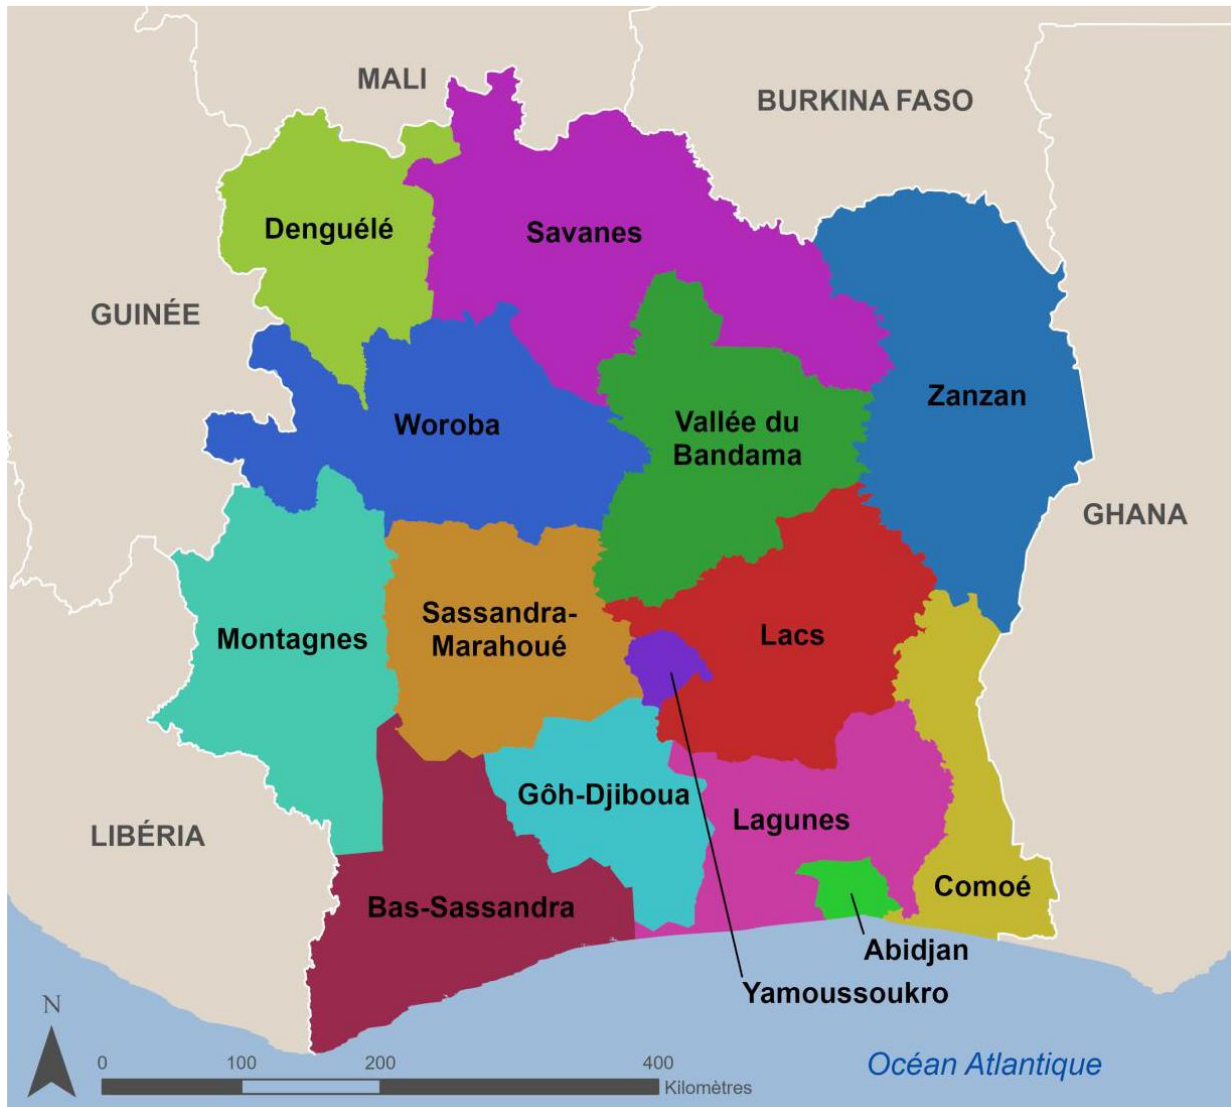 MALI
BURKINA FASO
Denguélé
Savanes
GUINÉE
Zanzan
Woroba
Vallée du
Bandama
GHANA
Sassandra-
Marahoué
Montagnes
Lacs
Gôh-Djiboua
Lagunes
LIBÉRIA
Bas-Sassandra
Comoé
Abidjan
Yamoussoukro
N
0 100 200 400
Kilomètres
Océan Atlantique